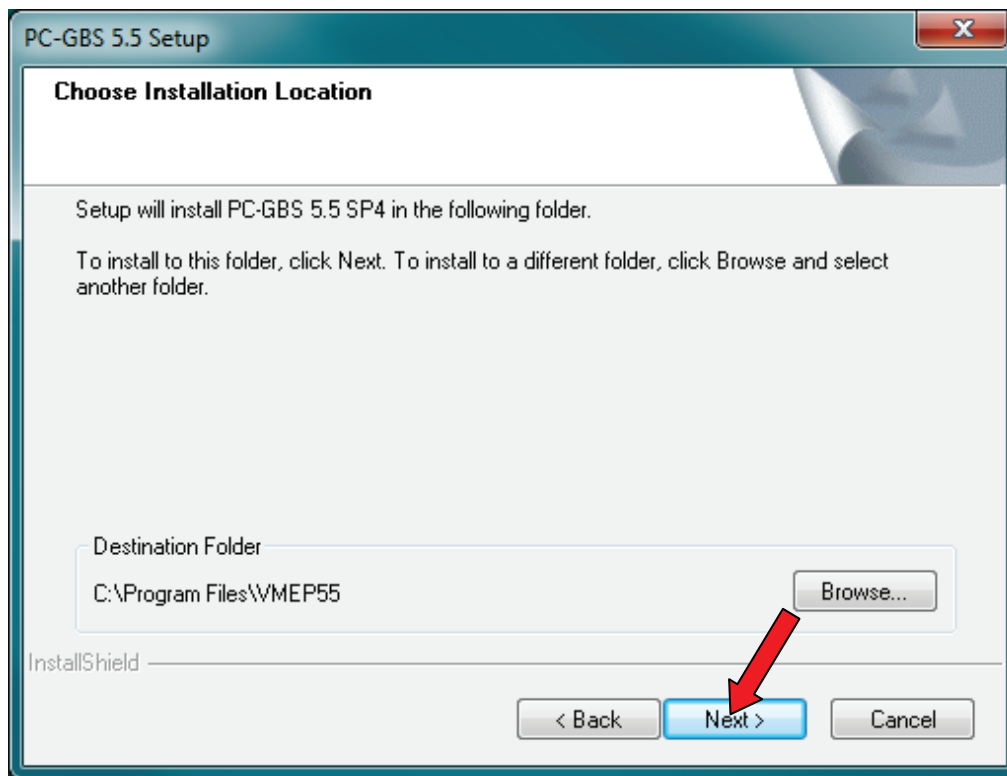 PC-GBS 5.5 Setup
Choose Installation Location
Setup will install PC-GBS 5.5 SP4 in the following folder.
To install to this folder, click Next. To install to a different folder, click Browse and select
another folder.
Destination Folder
C:\Program Files\VMEP55
Browse...
InstallShield
< Back
Next >
Cancel